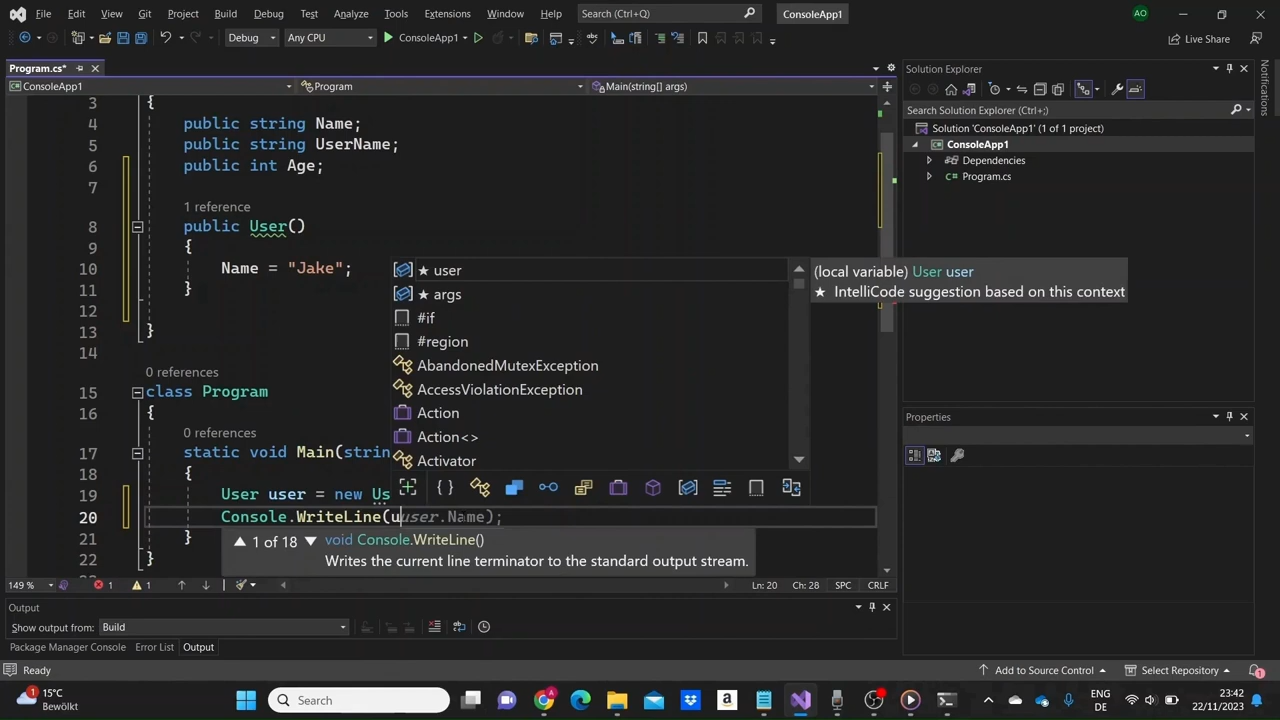 File Edit View Git Project Build Debug Test Analyze Tools Extensions Window Help Search (Ctrl+Q) ConsoleApp1 AO
Debug Any CPU ConsoleApp1 Live Share
Program.cs*
ConsoleApp1 Program Main(string[] args)
3 {
4 public string Name;
5 public string UserName;
6 public int Age;
7
1 reference
8 public User()
9 {
10 Name = "Jake";
11 }
12
13 }
14
0 references
15 class Program
16 {
0 references
17 static void Main(strin
18 {
19 User user = new Us
20 Console.WriteLine(uuser.Name);
21 }
22 }
★ user
★ args
#if
#region
AbandonedMutexException
AccessViolationException
Action
Action<>
Activator
{ }
(local variable) User user
★ IntelliCode suggestion based on this context
1 of 18 void Console.WriteLine()
Writes the current line terminator to the standard output stream.
149 % 1 1 Ln: 20 Ch: 28 SPC CRLF
Output
Show output from: Build
Package Manager Console Error List Output
Ready Add to Source Control Select Repository 1
Solution Explorer
Search Solution Explorer (Ctrl+;)
Solution 'ConsoleApp1' (1 of 1 project)
ConsoleApp1
Dependencies
C# Program.cs
Properties
Notifications
1 15°C
Bewölkt
Search
a
ENG
DE
23:42
22/11/2023